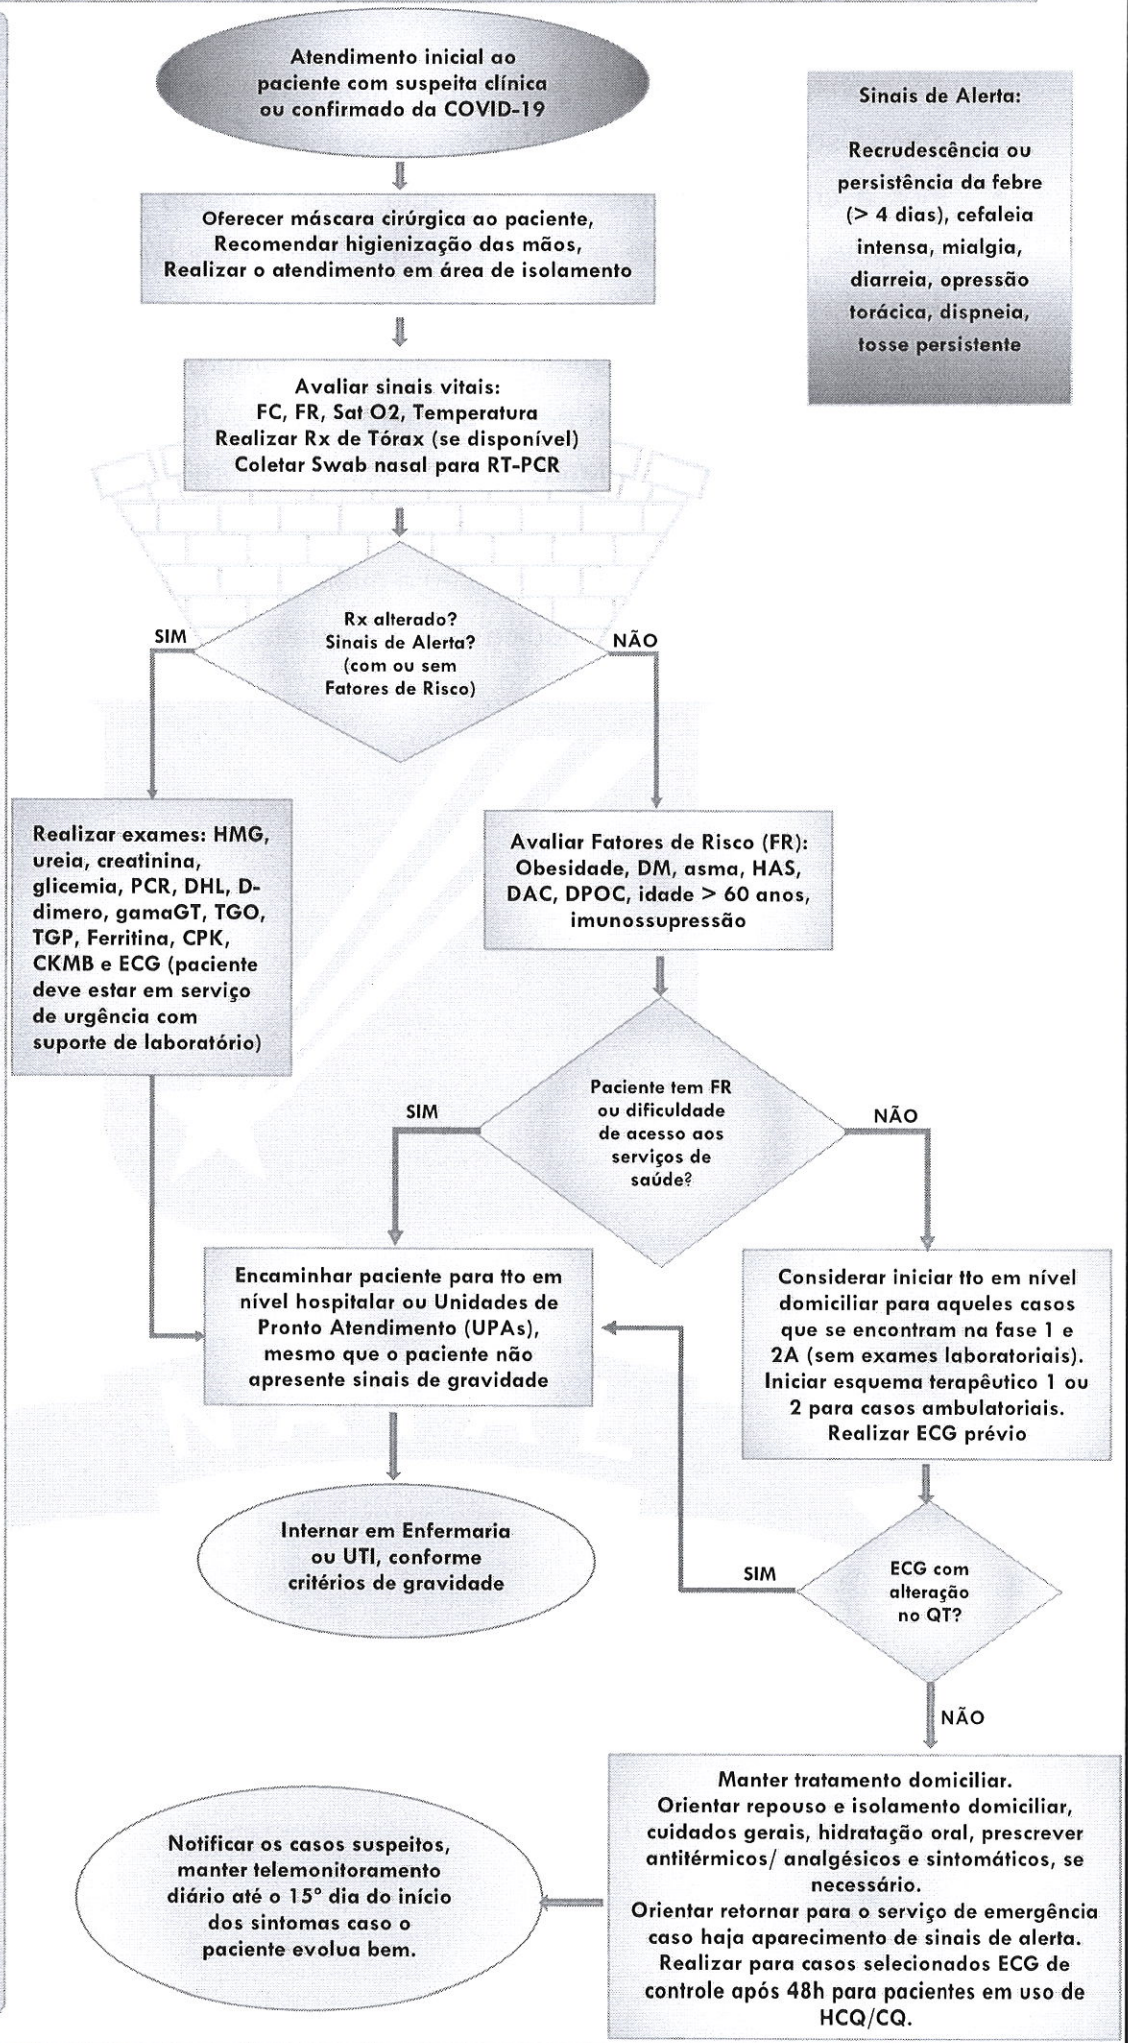 Atendimento inicial ao
paciente com suspeita clínica
ou confirmado da COVID-19
Sinais de Alerta:
Recrudescência ou
persistência da febre
(> 4 dias), cefaleia
intensa, mialgia,
diarreia, opressão
torácica, dispneia,
tosse persistente
Oferecer máscara cirúrgica ao paciente,
Recomendar higienização das mãos,
Realizar o atendimento em área de isolamento
Avaliar sinais vitais:
FC, FR, Sat O2, Temperatura
Realizar Rx de Tórax (se disponível)
Coletar Swab nasal para RT-PCR
Rx alterado?
Sinais de Alerta?
(com ou sem
Fatores de Risco)
SIM
NÃO
Realizar exames: HMG,
ureia, creatinina,
glicemia, PCR, DHL, D-
dimero, gamaGT, TGO,
TGP, Ferritina, CPK,
CKMB e ECG (paciente
deve estar em serviço
de urgência com
suporte de laboratório)
Avaliar Fatores de Risco (FR):
Obesidade, DM, asma, HAS,
DAC, DPOC, idade > 60 anos,
imunossupressão
Paciente tem FR
ou dificuldade
de acesso aos
serviços de
saúde?
SIM
NÃO
Encaminhar paciente para tto em
nível hospitalar ou Unidades de
Pronto Atendimento (UPAs),
mesmo que o paciente não
apresente sinais de gravidade
Considerar iniciar tto em nível
domiciliar para aqueles casos
que se encontram na fase 1 e
2A (sem exames laboratoriais).
Iniciar esquema terapêutico 1 ou
2 para casos ambulatoriais.
Realizar ECG prévio
Internar em Enfermaria
ou UTI, conforme
critérios de gravidade
ECG com
alteração
no QT?
SIM
NÃO
Manter tratamento domiciliar.
Orientar repouso e isolamento domiciliar,
cuidados gerais, hidratação oral, prescrever
antitérmicos/ analgésicos e sintomáticos, se
necessário.
Orientar retornar para o serviço de emergência
caso haja aparecimento de sinais de alerta.
Realizar para casos selecionados ECG de
controle após 48h para pacientes em uso de
HCQ/CQ.
Notificar os casos suspeitos,
manter telemonitoramento
diário até o 15º dia do início
dos sintomas caso o
paciente evolua bem.
NATAL